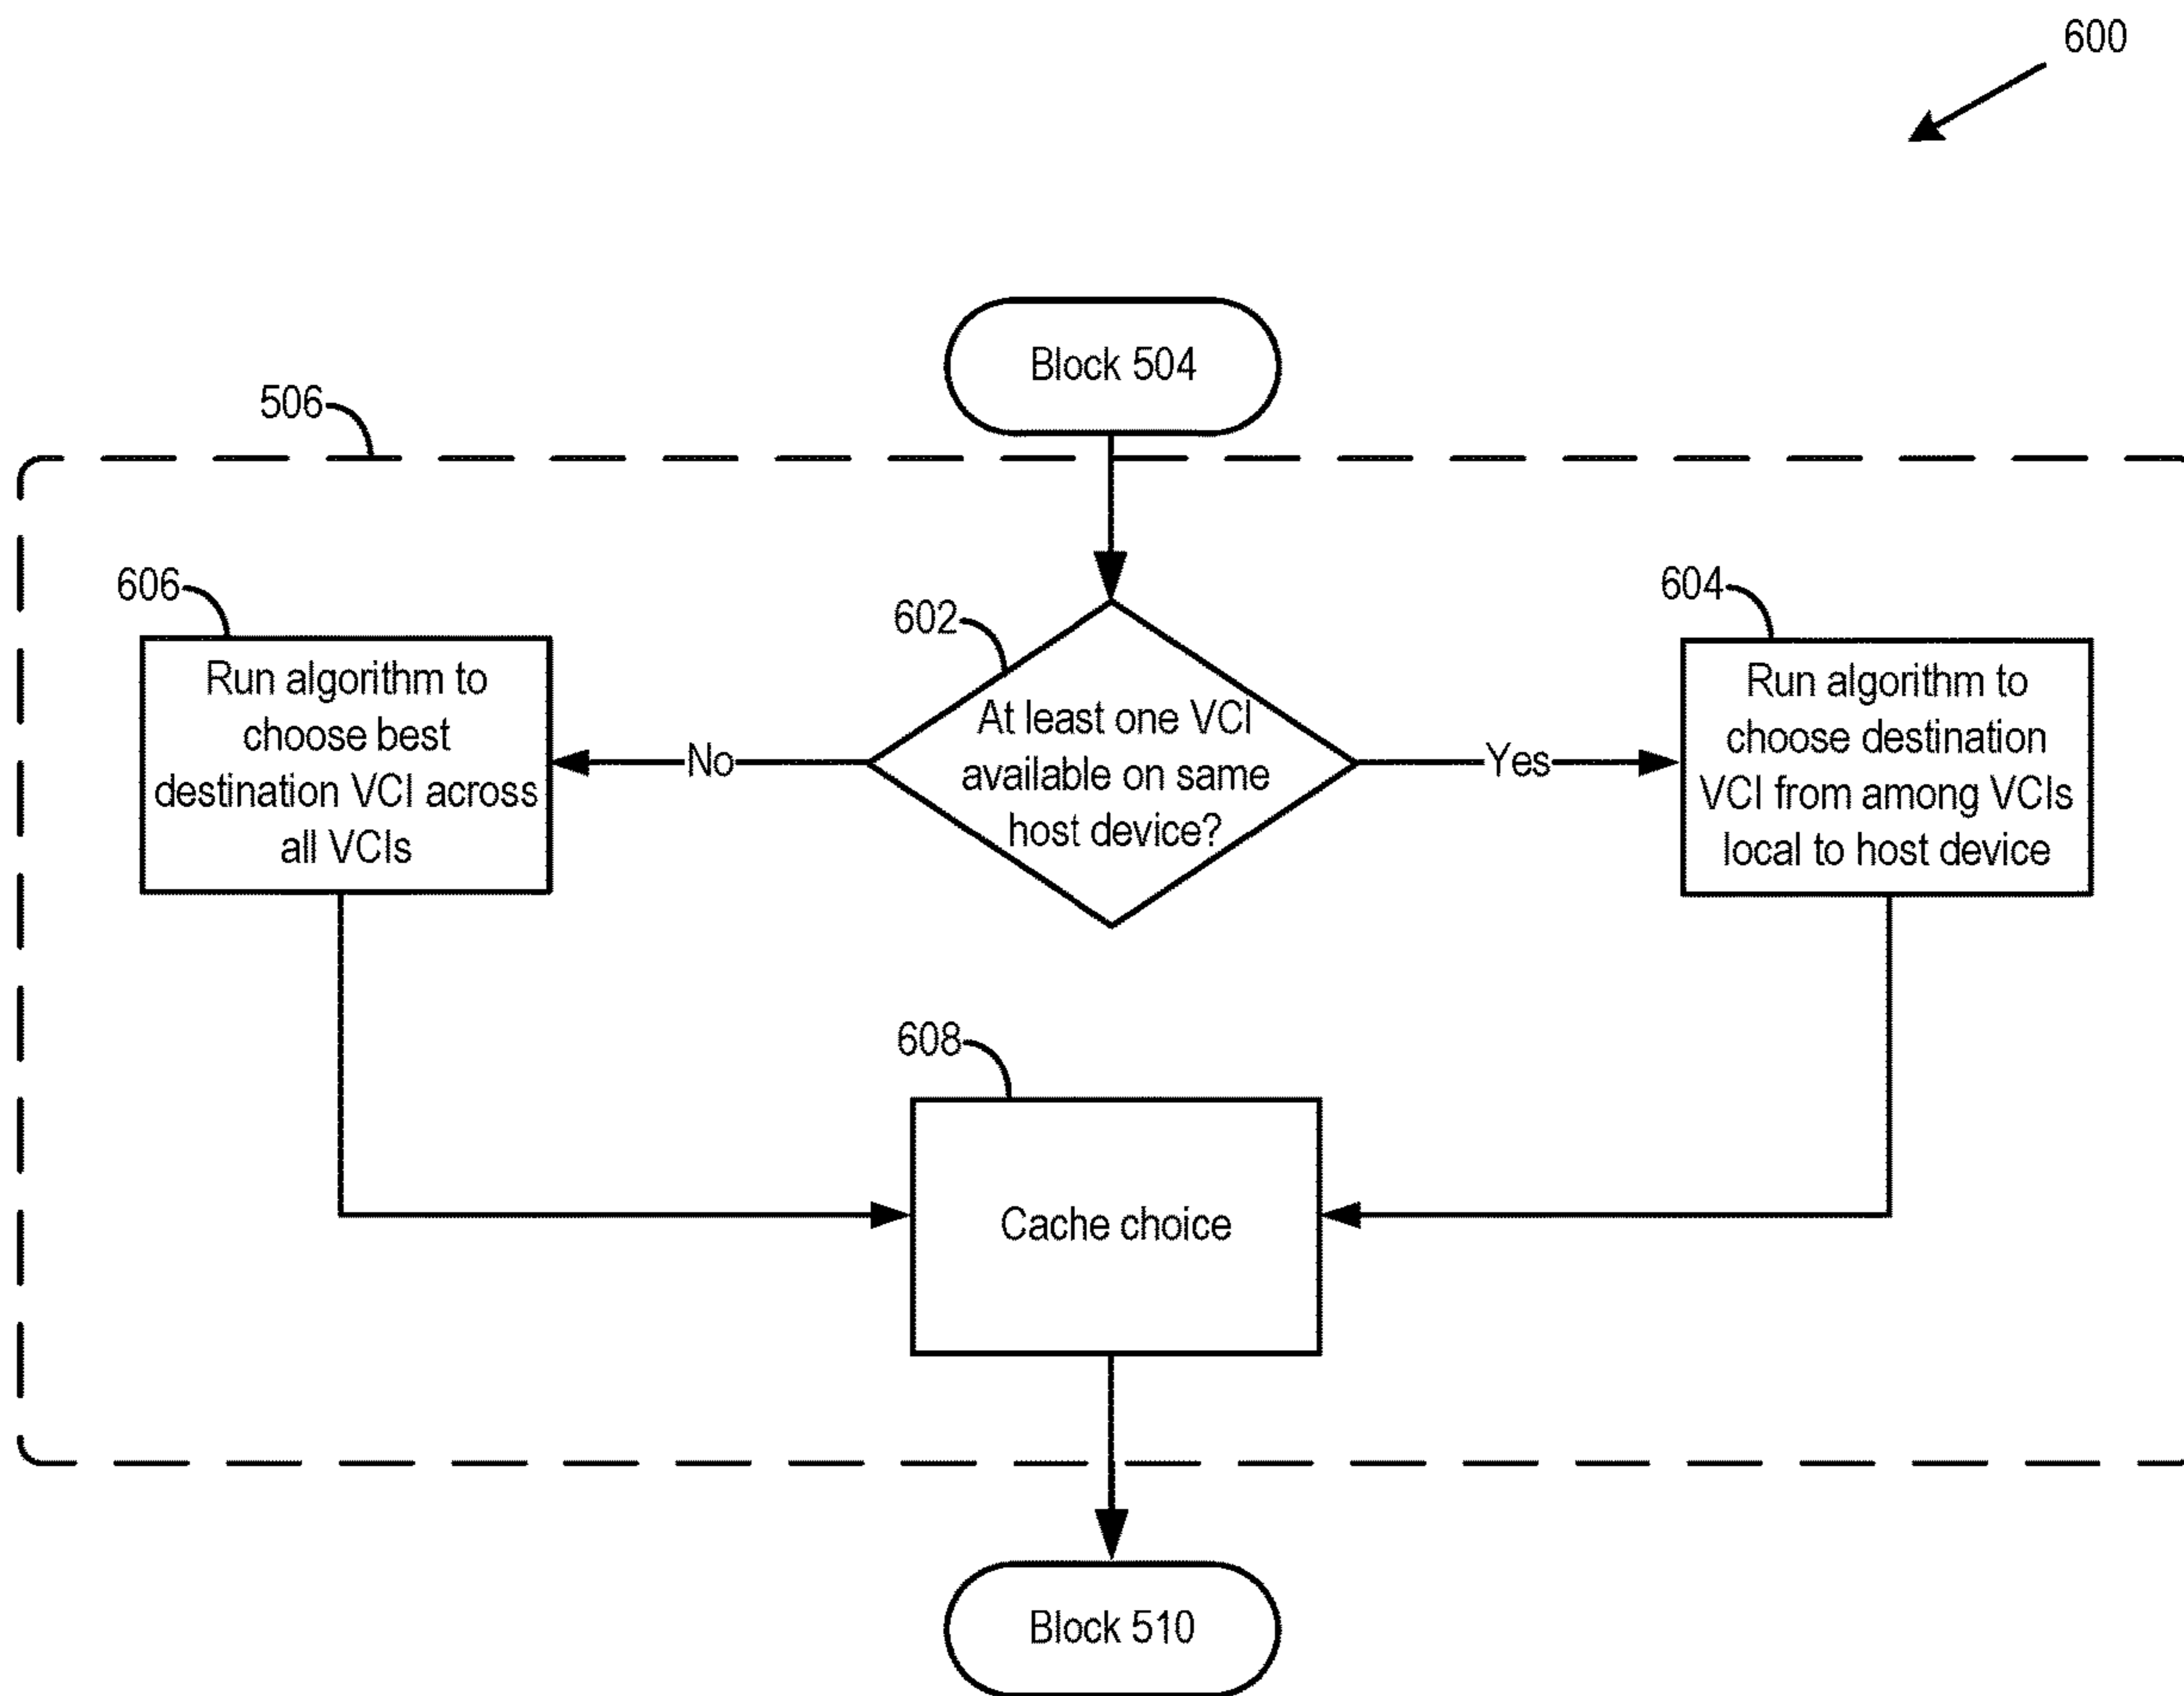 600
Block 504
506
606
602
604
Run algorithm to
choose best
destination VCI across
all VCIs
No
At least one VCI
available on same
host device?
Yes
Run algorithm to
choose destination
VCI from among VCIs
local to host device
608
Cache choice
Block 510